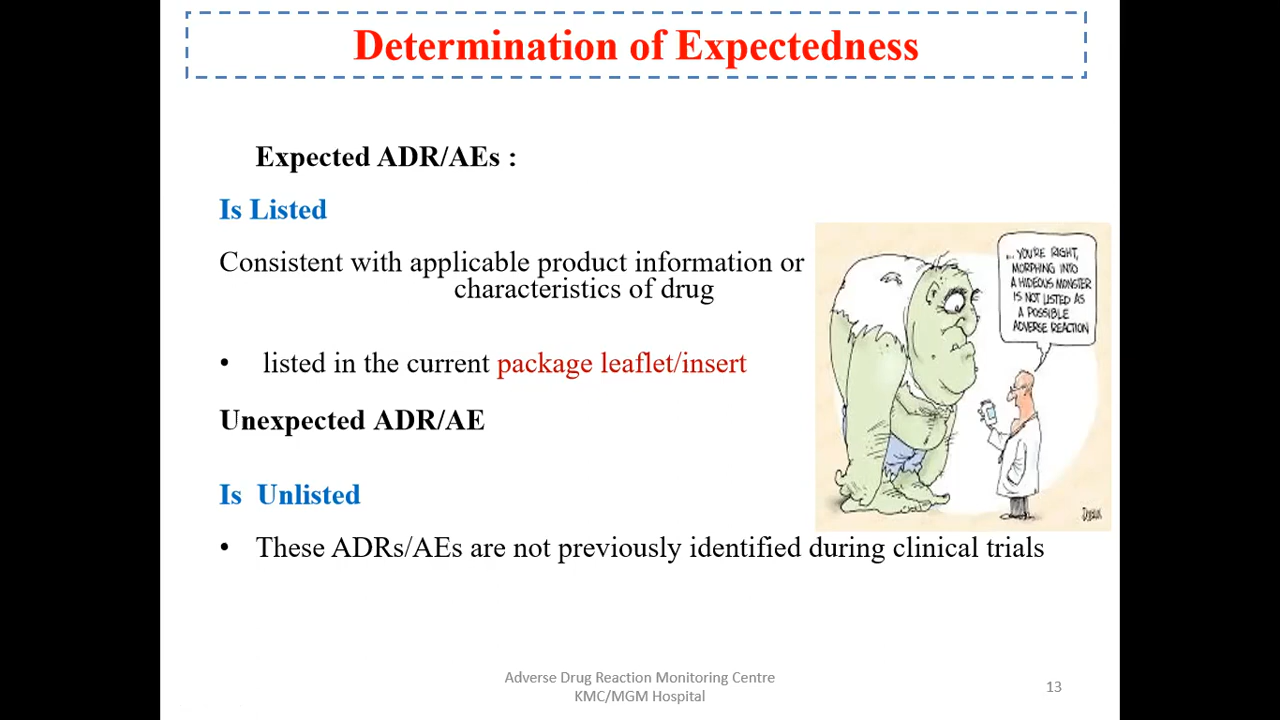 Determination of Expectedness
Expected ADR/AEs :
Is Listed
Consistent with applicable product information or
characteristics of drug
• listed in the current package leaflet/insert
Unexpected ADR/AE
Is Unlisted
• These ADRs/AEs are not previously identified during clinical trials
... YOU'RE RIGHT,
MORPHING INTO
A HIDEOUS MONSTER
IS NOT LISTED AS
A POSSIBLE
ADVERSE REACTION
Adverse Drug Reaction Monitoring Centre
KMC/MGM Hospital
13